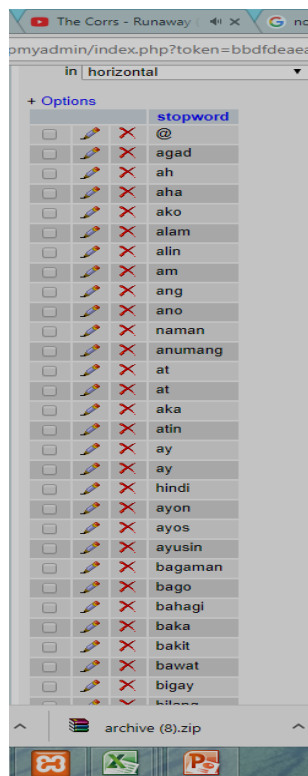 The Corrs - Runaway
pmyadmin/index.php?token=bbdfdeaea
in horizontal
+ Options
stopword
@
agad
ah
aha
ako
alam
alin
am
ang
ano
naman
anumang
at
at
aka
atin
ay
ay
hindi
ayon
ayos
ayusin
bagaman
bago
bahagi
baka
bakit
bawat
bigay
archive (8).zip